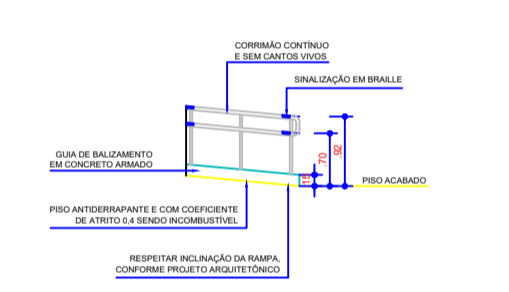 CORRIMÃO CONTÍNUO
E SEM CANTOS VIVOS
SINALIZAÇÃO EM BRAILLE
GUIA DE BALIZAMENTO
EM CONCRETO ARMADO
.15
.70
.92
PISO ACABADO
PISO ANTIDERRAPANTE E COM COEFICIENTE
DE ATRITO 0,4 SENDO INCOMBUSTÍVEL
RESPEITAR INCLINAÇÃO DA RAMPA,
CONFORME PROJETO ARQUITETÔNICO